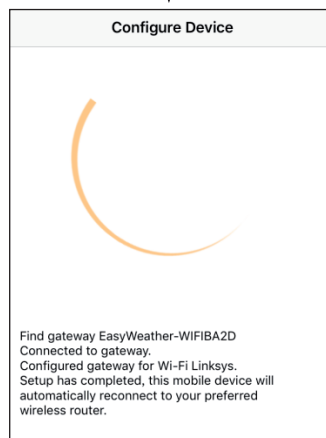 Configure Device
Find gateway EasyWeather-WIFIBA2D
Connected to gateway.
Configured gateway for Wi-Fi Linksys.
Setup has completed, this mobile device will
automatically reconnect to your preferred
wireless router.